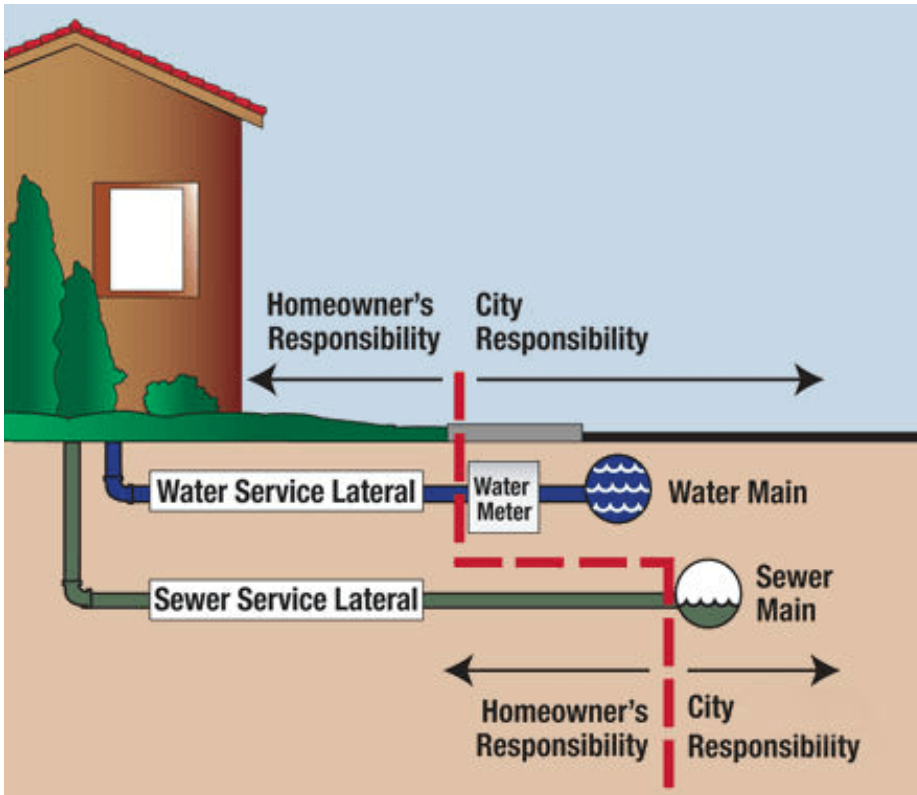 Homeowner's
Responsibility
City
Responsibility
Water Service Lateral
Water
Meter
Water Main
Sewer Service Lateral
Sewer
Main
Homeowner's
Responsibility
City
Responsibility